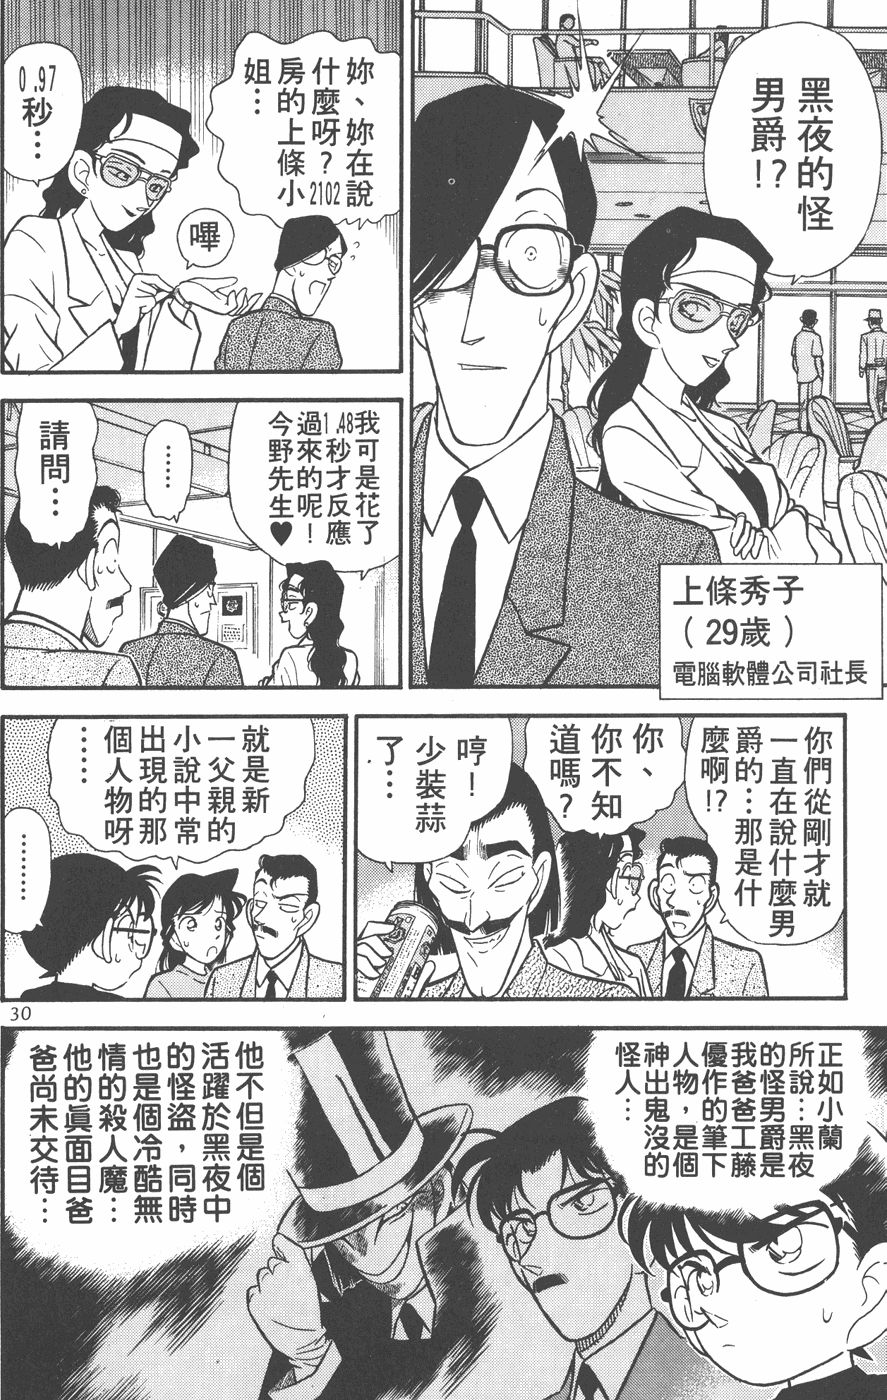 黑夜的怪
男爵!?
上條秀子
(29歲)
電腦軟體公司社長
妳、妳在說
什麼呀?2102
房的上條小
姐…
嗶
0.97
秒…
我可是花了
1.48秒才反應
過來的呢!
今野先生♥
……
請問…
你們從剛才就
一直在說什麼男
爵的…那是什
麼啊!?
你、
你不知
道嗎?
哼!
少裝蒜
了…
就是新
一父親的
小說中常
出現的那
個人物呀
……
………
30
正如小蘭
所說…黑夜
的怪男爵是
我爸爸工藤
優作的筆下
人物,是個
神出鬼沒的
怪人…
他不但是個
活躍於黑夜中
的怪盜,同時
也是個冷酷無
情的殺人魔…
他的真面目爸
爸尚未交待…